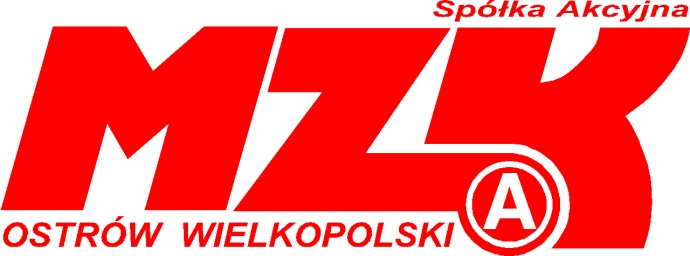 Spółka Akcyjna
MZK
A
OSTRÓW WIELKOPOLSKI